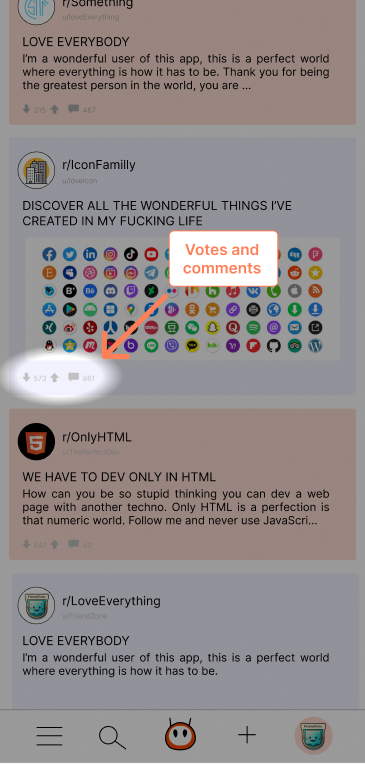 r/Something
u/loveEverybody
LOVE EVERYBODY
I'm a wonderful user of this app, this is a perfect world
where everything is how it has to be. Thank you for being
the greatest person in the world, you are ...
315 467
r/IconFamilly
u/loveIcon
DISCOVER ALL THE WONDERFUL THINGS I'VE
CREATED IN MY FUCKING LIFE
Votes and
comments
573 881
r/OnlyHTML
u/ThePerfectDev
WE HAVE TO DEV ONLY IN HTML
How can you be so stupid thinking you can dev a web
page with another techno. Only HTML is a perfection is
that numeric world. Follow me and never use JavaScri...
40
r/LoveEverything
u/FriendZone
LOVE EVERYBODY
I'm a wonderful user of this app, this is a perfect world
where everything is how it has to be.